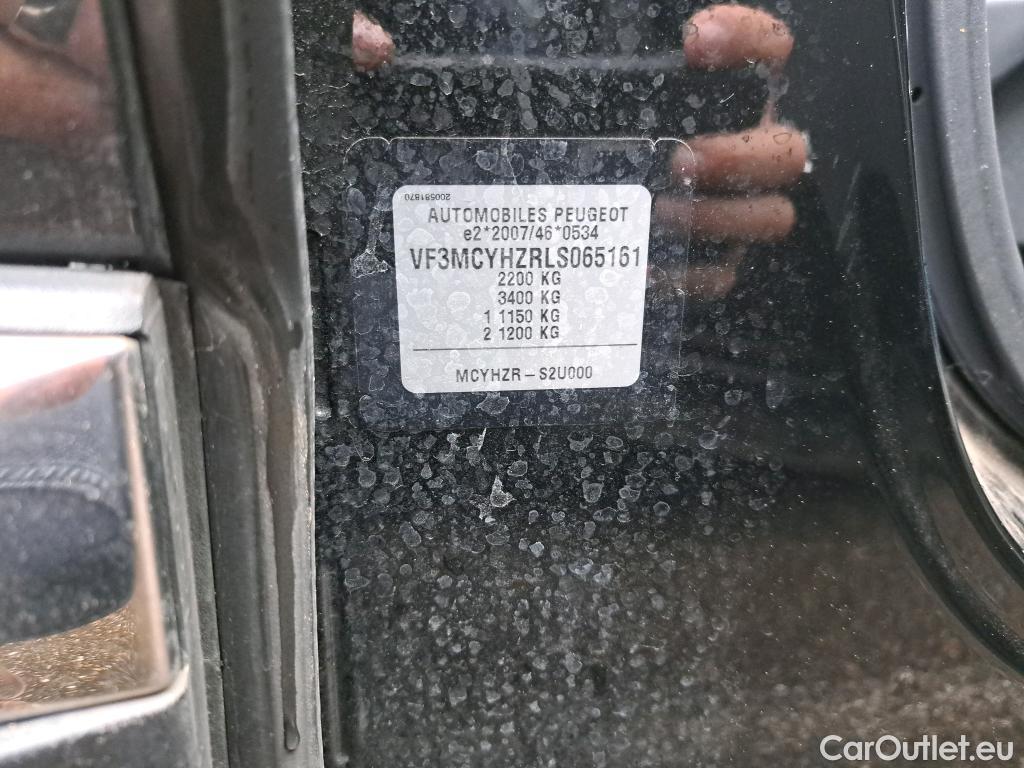 200581870
AUTOMOBILES PEUGEOT
e2*2007/46*0534
VF3MCYHZRLS065161
2200 KG
3400 KG
1 1150 KG
2 1200 KG
MCYHZR – S2U000
CarOutlet.eu